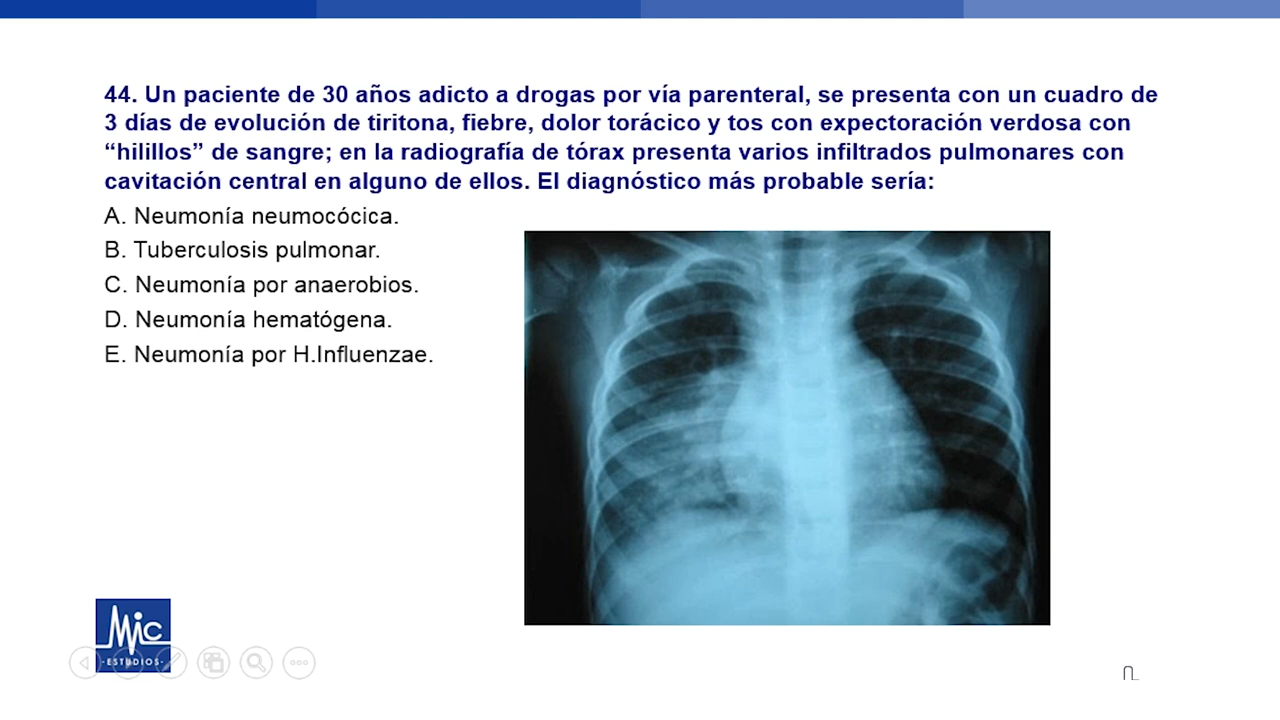 44. Un paciente de 30 años adicto a drogas por vía parenteral, se presenta con un cuadro de
3 días de evolución de tiritona, fiebre, dolor torácico y tos con expectoración verdosa con
“hilillos” de sangre; en la radiografía de tórax presenta varios infiltrados pulmonares con
cavitación central en alguno de ellos. El diagnóstico más probable sería:
A. Neumonía neumocócica.
B. Tuberculosis pulmonar.
C. Neumonía por anaerobios.
D. Neumonía hematógena.
E. Neumonía por H.Influenzae.
Mic
-ESTUDIOS-